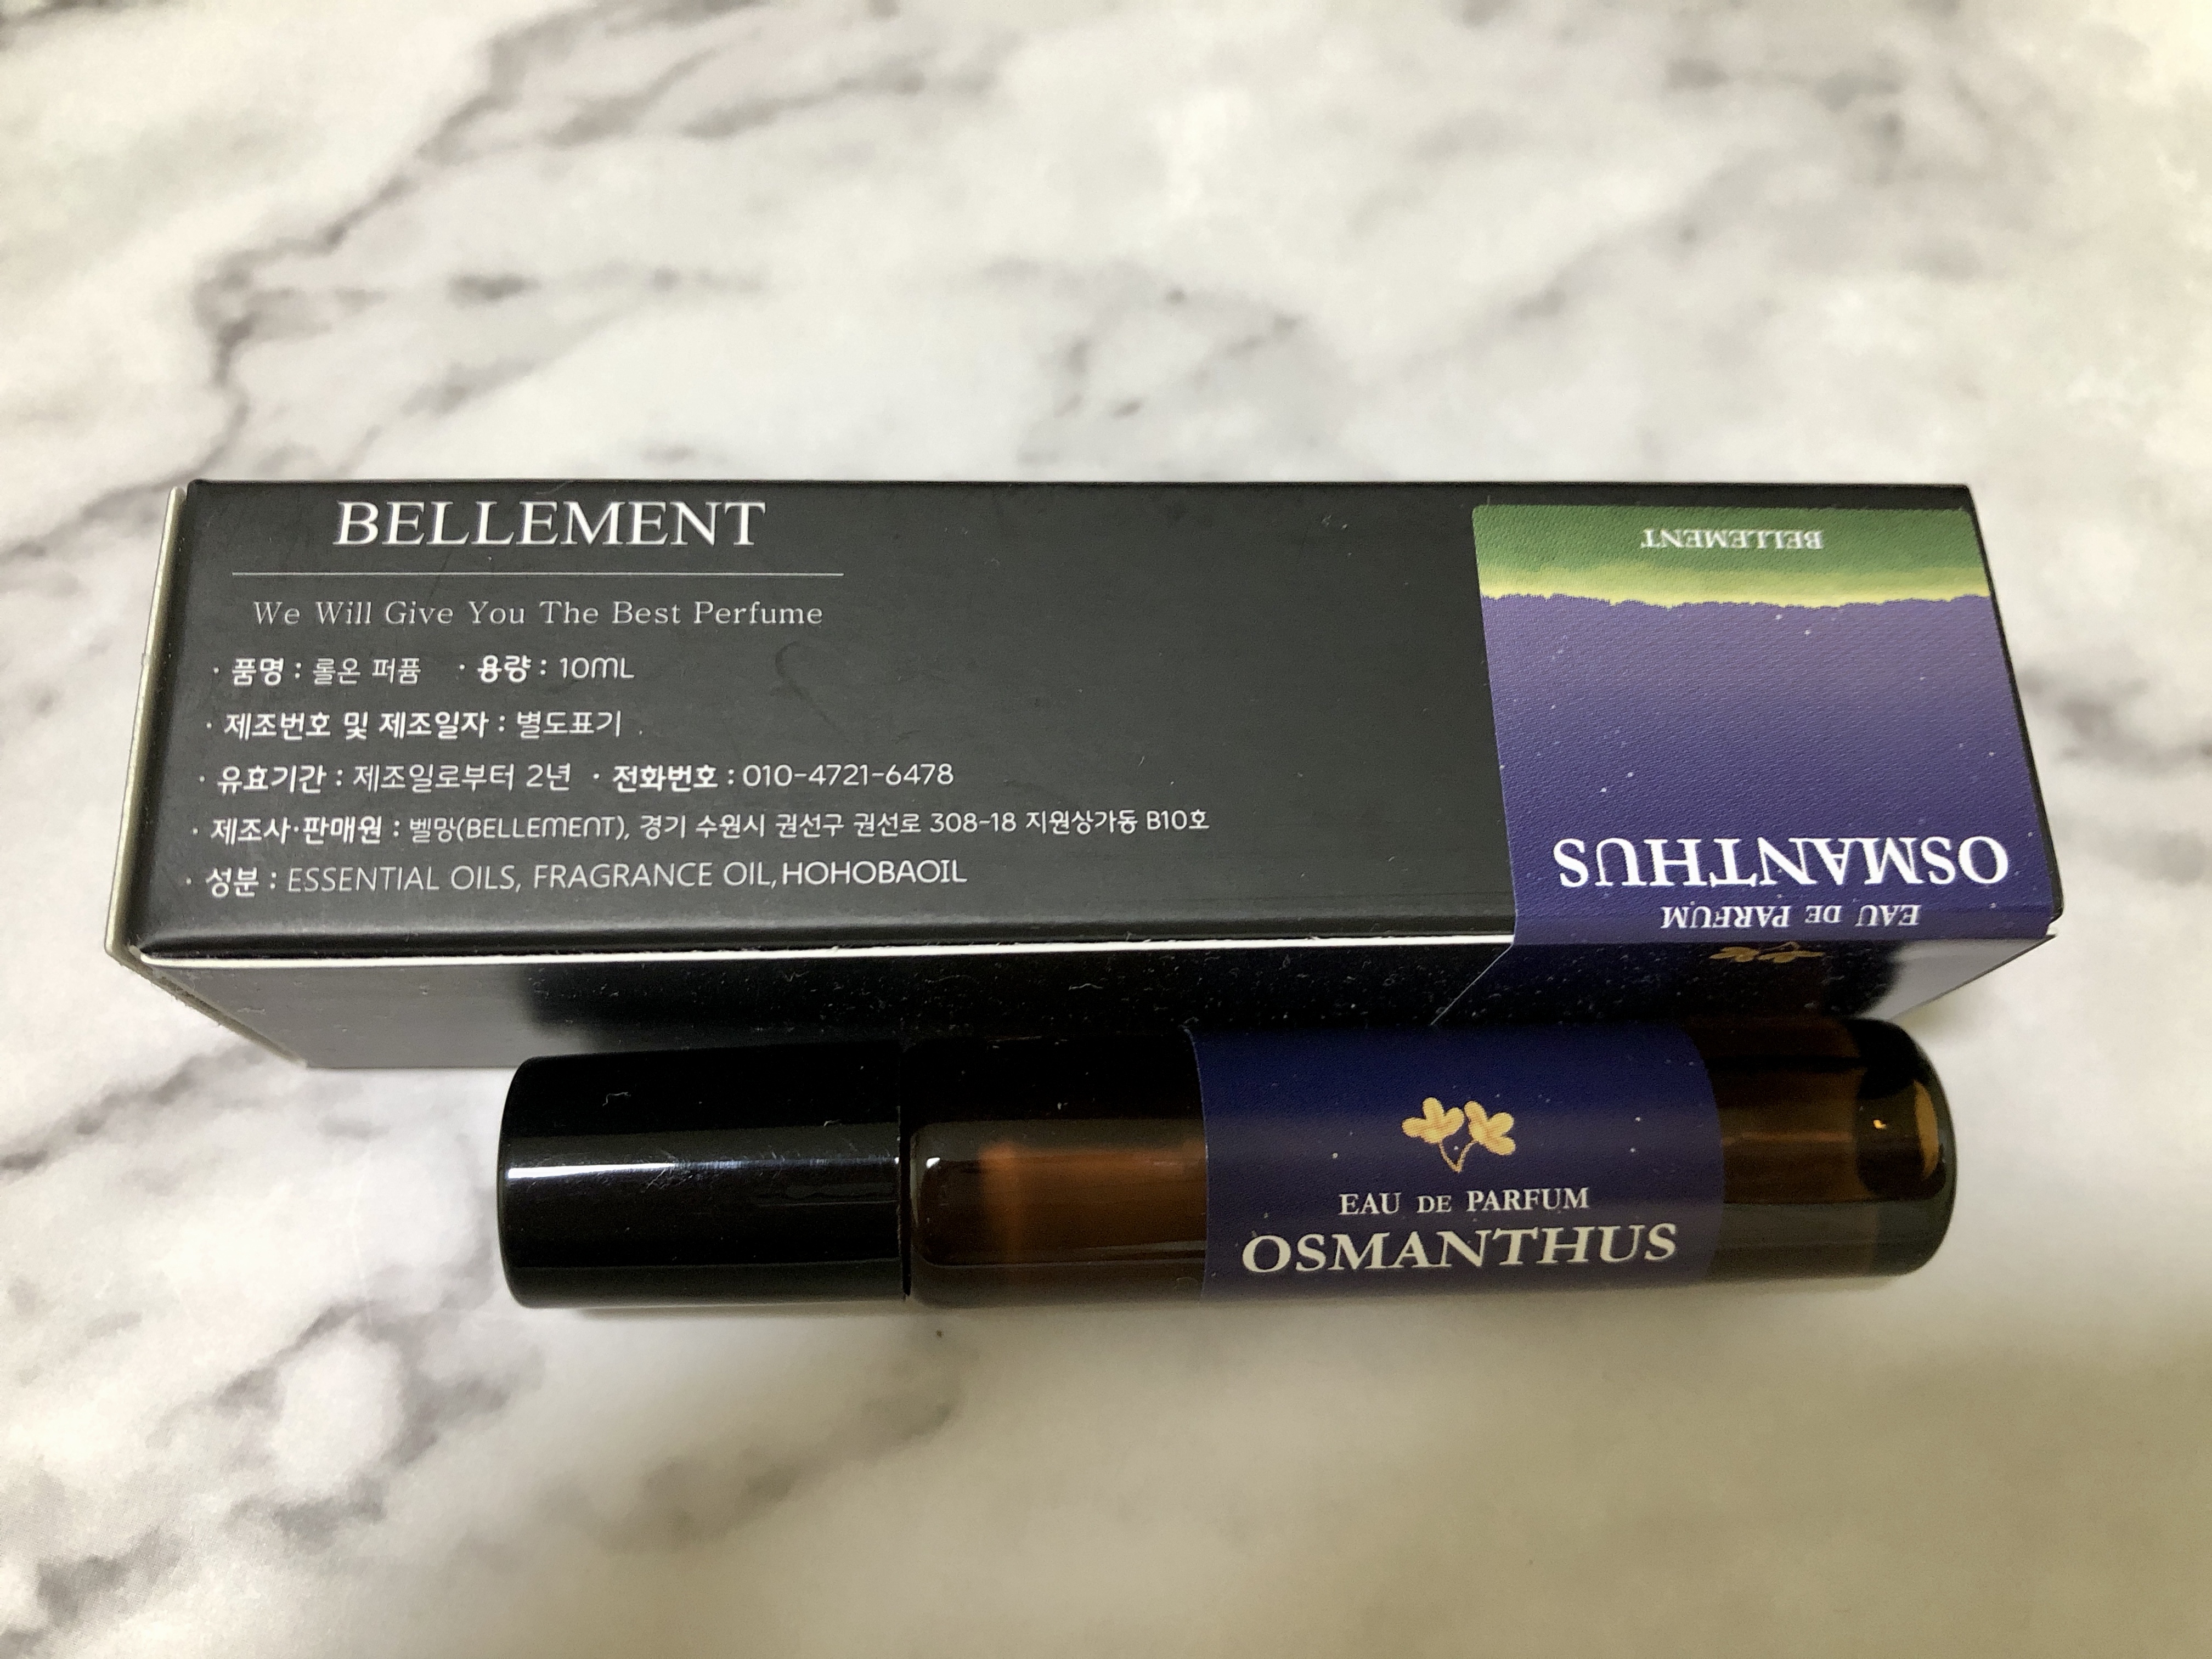 BELLEMENT
We Will Give You The Best Perfume
· 품명 : 롤온 퍼퓸 · 용량 : 10mL
· 제조번호 및 제조일자 : 별도표기
· 유효기간 : 제조일로부터 2년 · 전화번호 : 010-4721-6478
· 제조사·판매원 : 벨망(BELLEMENT), 경기 수원시 권선구 권선로 308-18 지원상가동 B10호
· 성분 : ESSENTIAL OILS, FRAGRANCE OIL,HOHOBAOIL
EAU DE PARFUM
OSMANTHUS
BELLEMENT
EAU DE PARFUM
OSMANTHUS